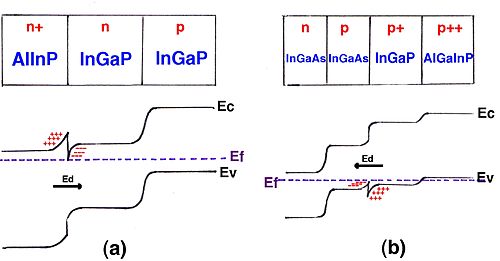 n+ n p
AlInP InGaP InGaP
Ec
Ef
Ed
Ev
(a)
n p p+ p++
InGaAs InGaAs InGaP AlGaInP
Ec
Ed
Ef
Ev
(b)